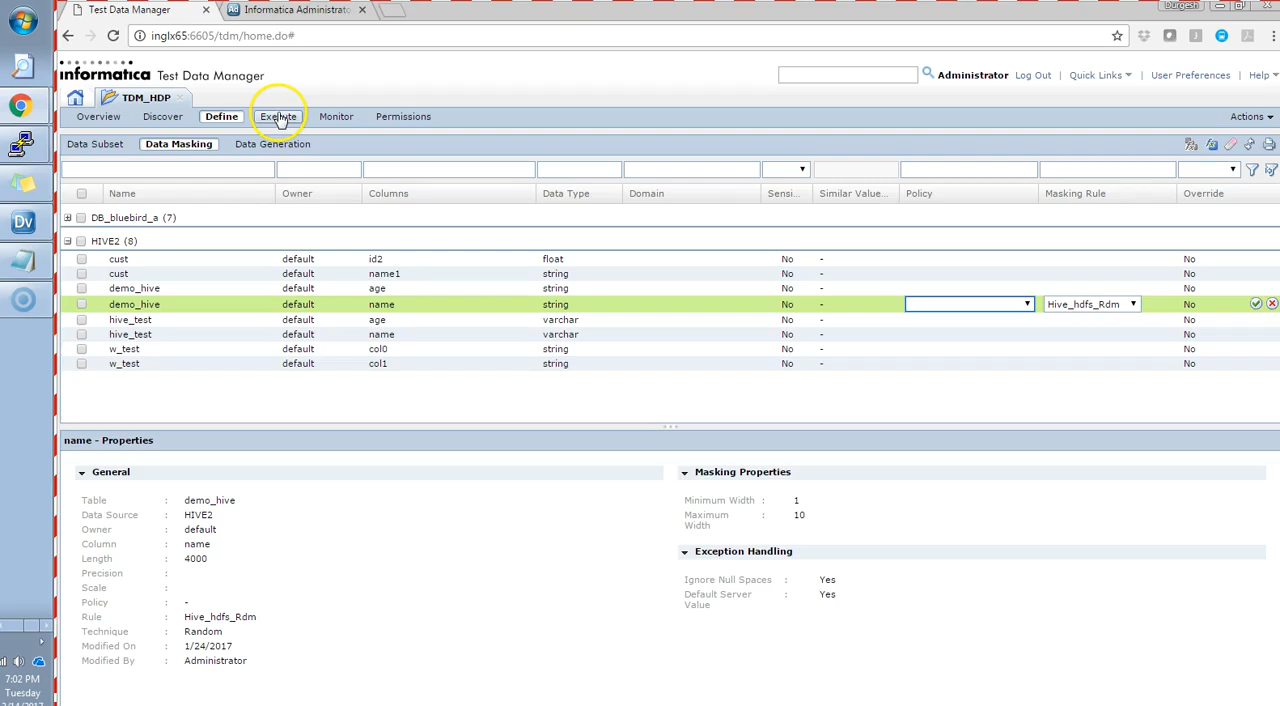 Test Data Manager
Informatica Administrato
Durgesh
inglx65:6605/tdm/home.do#
informatica Test Data Manager
Administrator Log Out Quick Links User Preferences Help
TDM_HDP
Overview Discover Define Execute Monitor Permissions Actions
Data Subset Data Masking Data Generation
Name Owner Columns Data Type Domain Sensi... Similar Value... Policy Masking Rule Override
DB_bluebird_a (7)
HIVE2 (8)
cust default id2 float No - No
cust default name1 string No - No
demo_hive default age string No - No
demo_hive default name string No - Hive_hdfs_Rdm No
hive_test default age varchar No - No
hive_test default name varchar No - No
w_test default col0 string No - No
w_test default col1 string No - No
name - Properties
General
Table : demo_hive
Data Source : HIVE2
Owner : default
Column : name
Length : 4000
Precision :
Scale :
Policy : -
Rule : Hive_hdfs_Rdm
Technique : Random
Modified On : 1/24/2017
Modified By : Administrator
Masking Properties
Minimum Width : 1
Maximum : 10
Width
Exception Handling
Ignore Null Spaces : Yes
Default Server : Yes
Value
Dv
7:02 PM
Tuesday